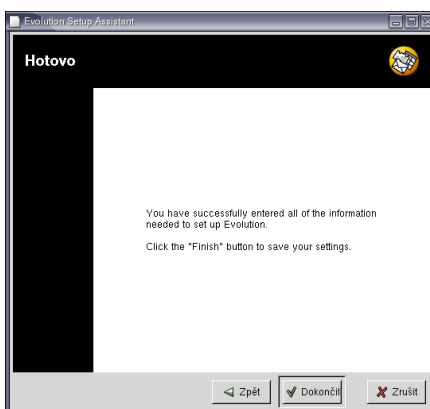 Evolution Setup Assistant
Hotovo
You have successfully entered all of the information
needed to set up Evolution.
Click the "Finish" button to save your settings.
Zpět
Dokončit
Zrušit